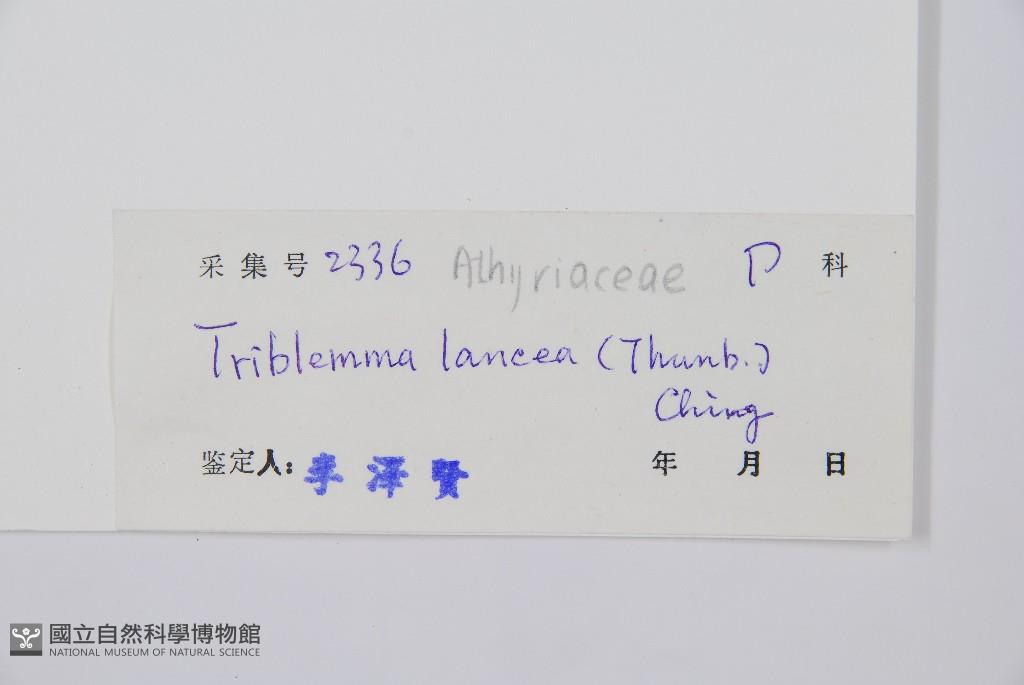 采集号 2336 Athyriaceae P 科
Triblemma lancea (Thunb.)
Ching
鉴定人: 李泽賢 年 月 日
國立自然科學博物館
NATIONAL MUSEUM OF NATURAL SCIENCE